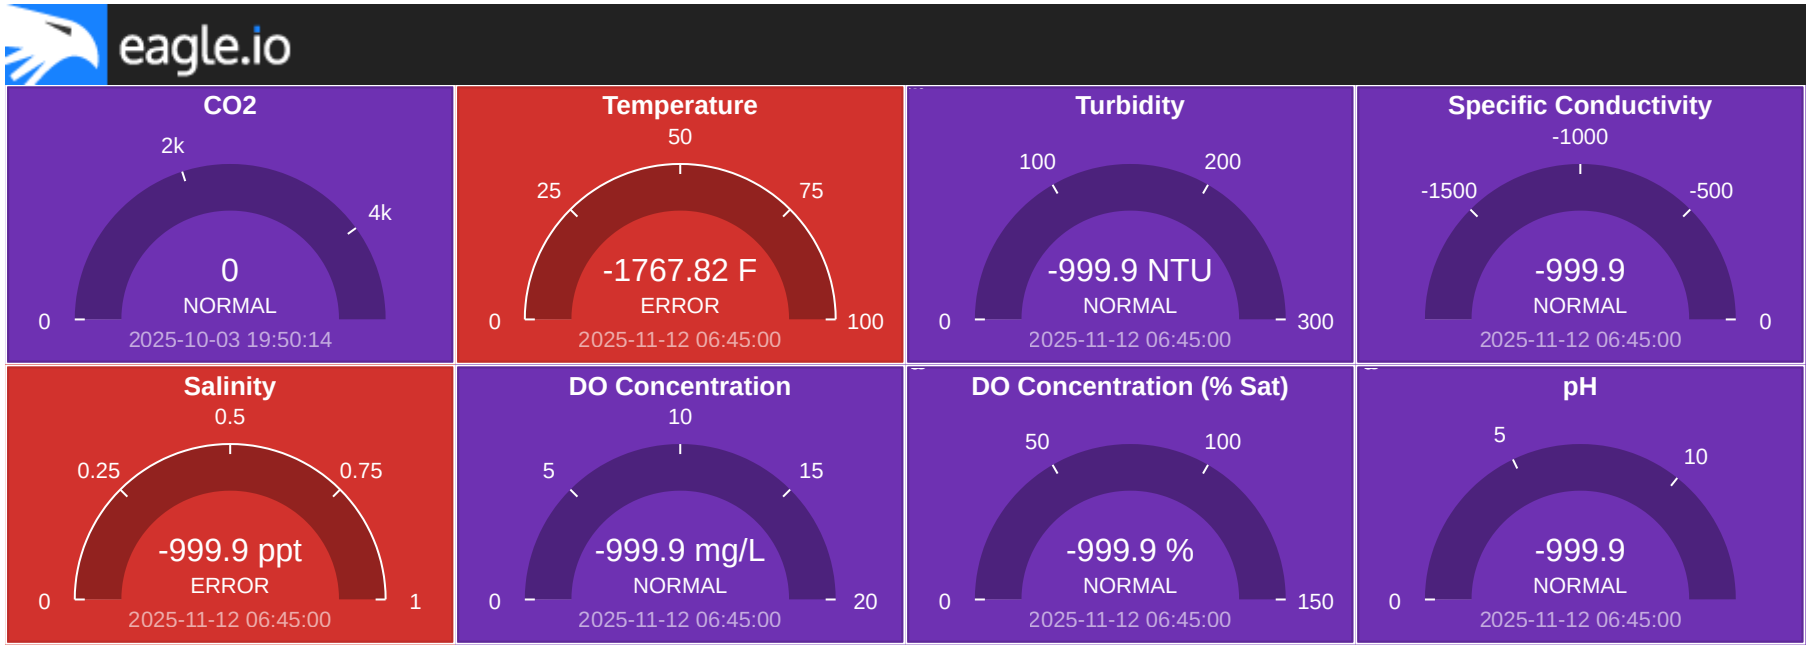 eagle.io
CO2
2k
4k
0
NORMAL
0
2025-10-03 19:50:14
Temperature
50
25
75
-1767.82 F
ERROR
0
100
2025-11-12 06:45:00
Turbidity
100
200
-999.9 NTU
NORMAL
0
300
2025-11-12 06:45:00
Specific Conductivity
-1000
-1500
-500
-999.9
NORMAL
0
2025-11-12 06:45:00
Salinity
0.5
0.25
0.75
-999.9 ppt
ERROR
0
1
2025-11-12 06:45:00
DO Concentration
10
5
15
-999.9 mg/L
NORMAL
0
20
2025-11-12 06:45:00
DO Concentration (% Sat)
50
100
-999.9 %
NORMAL
0
150
2025-11-12 06:45:00
pH
5
10
-999.9
NORMAL
0
2025-11-12 06:45:00